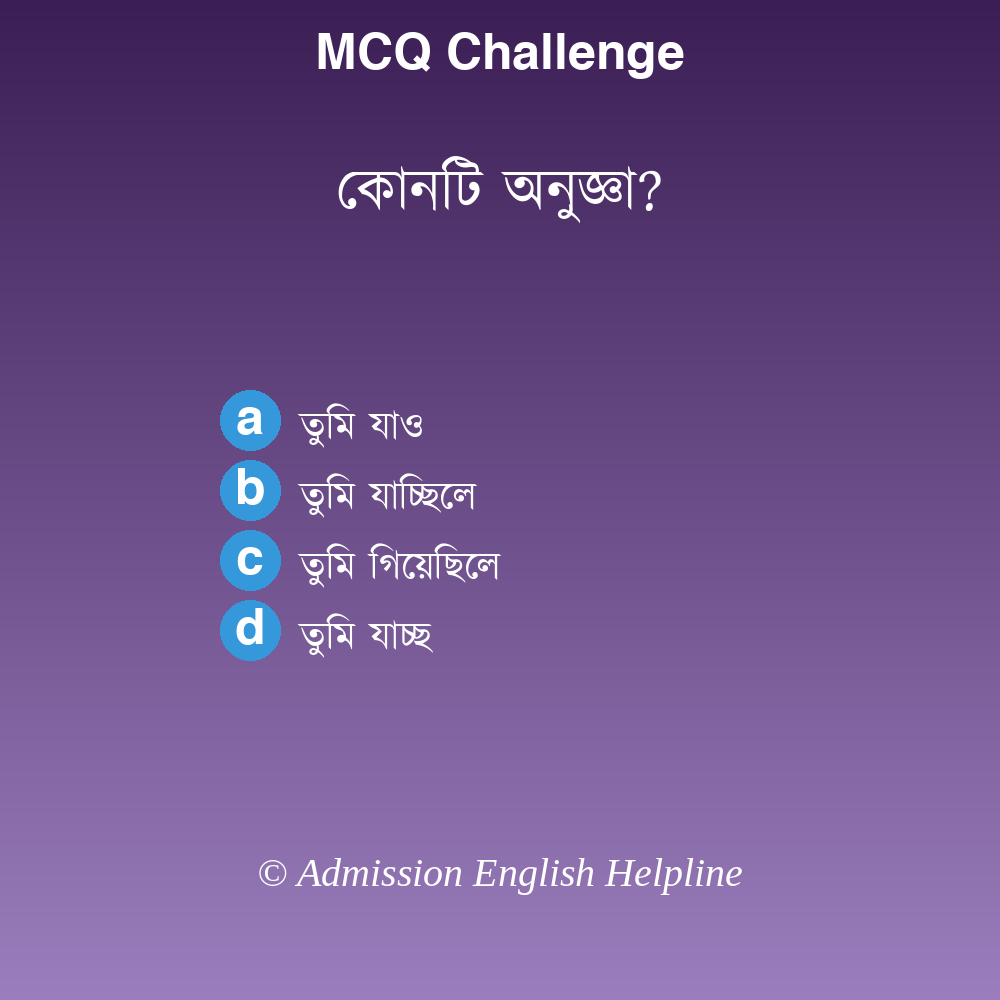 MCQ Challenge
কোনটি অনুজ্ঞা?
a তুমি যাও
b তুমি যাচ্ছিলে
c তুমি গিয়েছিলে
d তুমি যাচ্ছ
© Admission English Helpline